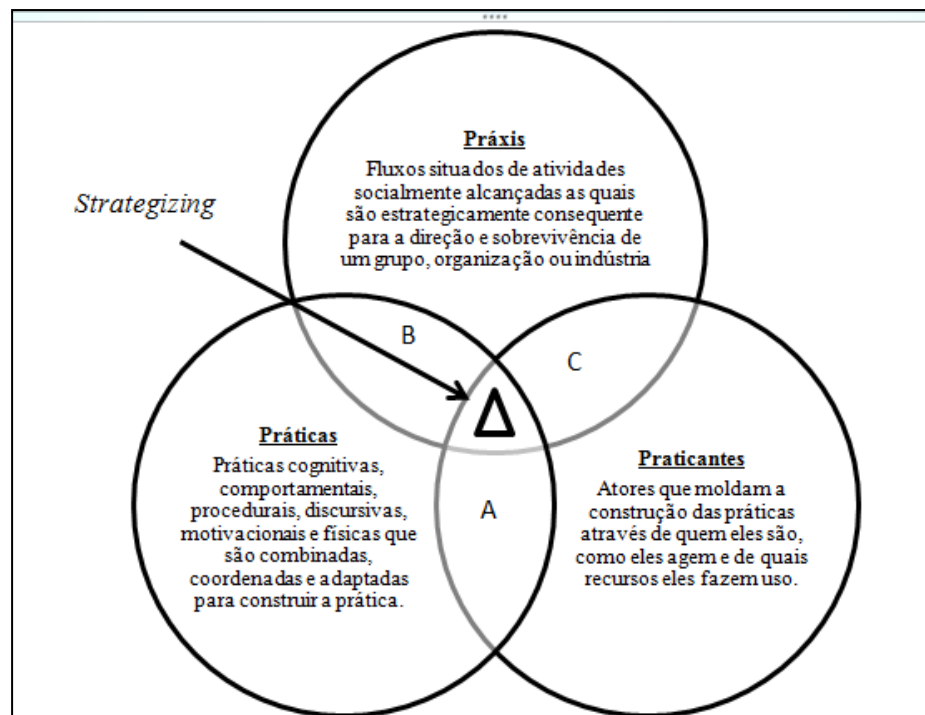 Práxis
Fluxos situados de atividades
socialmente alcançadas as quais
são estrategicamente consequente
para a direção e sobrevivência de
um grupo, organização ou indústria
Strategizing
B
C
Práticas
Práticas cognitivas,
comportamentais,
procedurais, discursivas,
motivacionais e físicas que
são combinadas,
coordenadas e adaptadas
para construir a prática.
A
Praticantes
Atores que moldam a
construção das práticas
através de quem eles são,
como eles agem e de quais
recursos eles fazem uso.